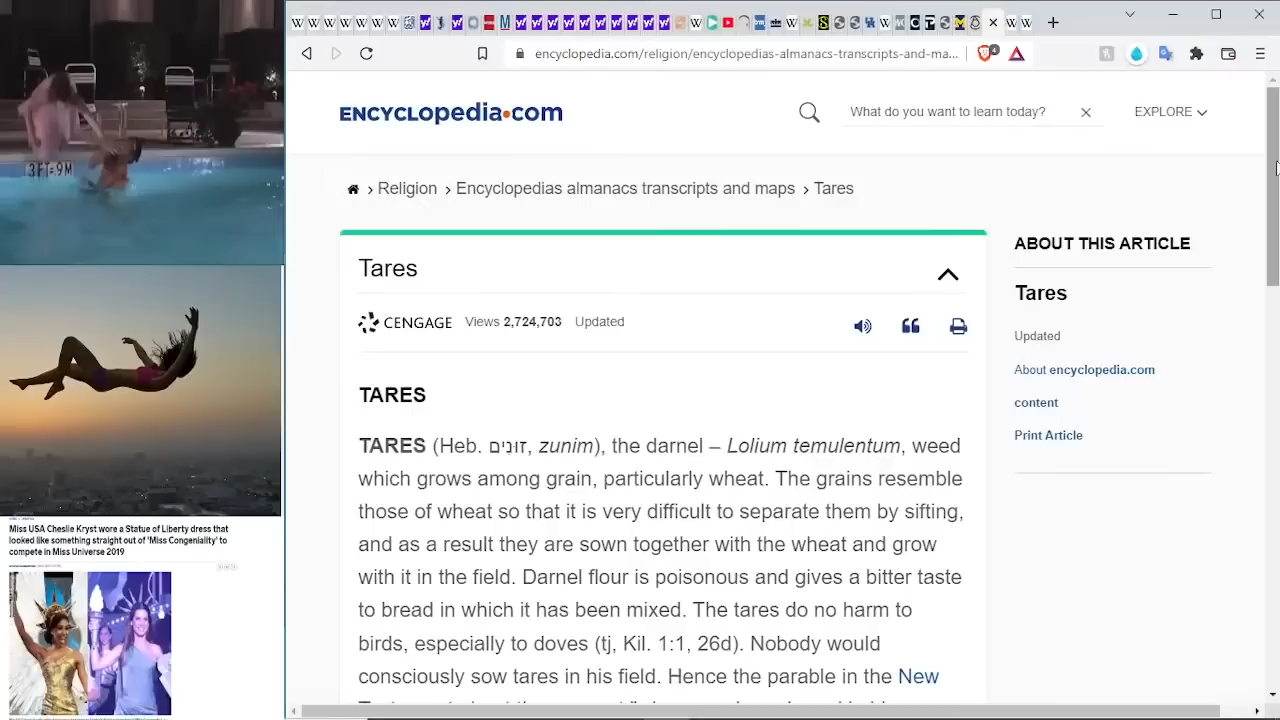 3FT-9M
Miss USA Cheslie Kryst wore a Statue of Liberty dress that
looked like something straight out of 'Miss Congeniality' to
compete in Miss Universe 2019
encyclopedia.com/religion/encyclopedias-almanacs-transcripts-and-ma...
4
ENCYCLOPedia.com
What do you want to learn today?
EXPLORE
Religion › Encyclopedias almanacs transcripts and maps › Tares
Tares
CENGAGE Views 2,724,703 Updated
TARES
TARES (Heb. זוּנִים, zunim), the darnel – Lolium temulentum, weed
which grows among grain, particularly wheat. The grains resemble
those of wheat so that it is very difficult to separate them by sifting,
and as a result they are sown together with the wheat and grow
with it in the field. Darnel flour is poisonous and gives a bitter taste
to bread in which it has been mixed. The tares do no harm to
birds, especially to doves (tj, Kil. 1:1, 26d). Nobody would
consciously sow tares in his field. Hence the parable in the New
ABOUT THIS ARTICLE
Tares
Updated
About encyclopedia.com
content
Print Article